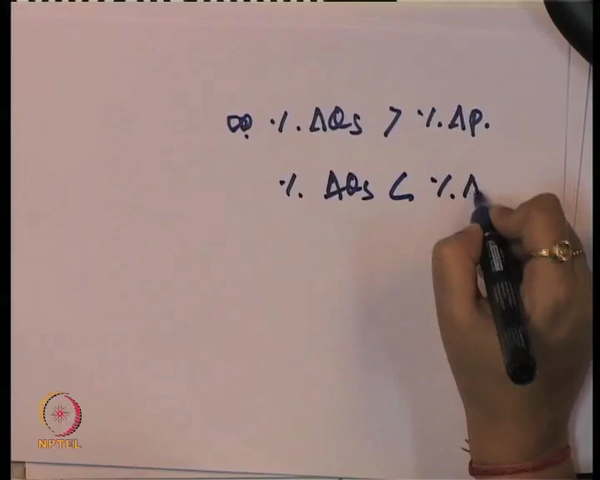 ∞ %. ΔQs > %. Δp.
%. ΔQs < %. Δ
NPTEL